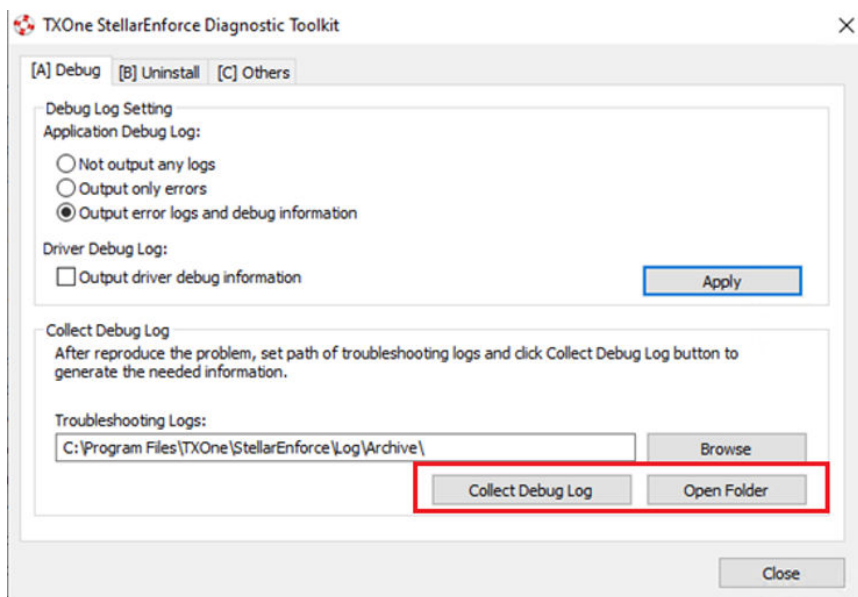 TXOne StellarEnforce Diagnostic Toolkit
[A] Debug [B] Uninstall [C] Others
Debug Log Setting
Application Debug Log:
Not output any logs
Output only errors
Output error logs and debug information
Driver Debug Log:
Output driver debug information
Apply
Collect Debug Log
After reproduce the problem, set path of troubleshooting logs and click Collect Debug Log button to
generate the needed information.
Troubleshooting Logs:
C:\Program Files\TXOne\StellarEnforce\Log\Archive\
Browse
Collect Debug Log Open Folder
Close